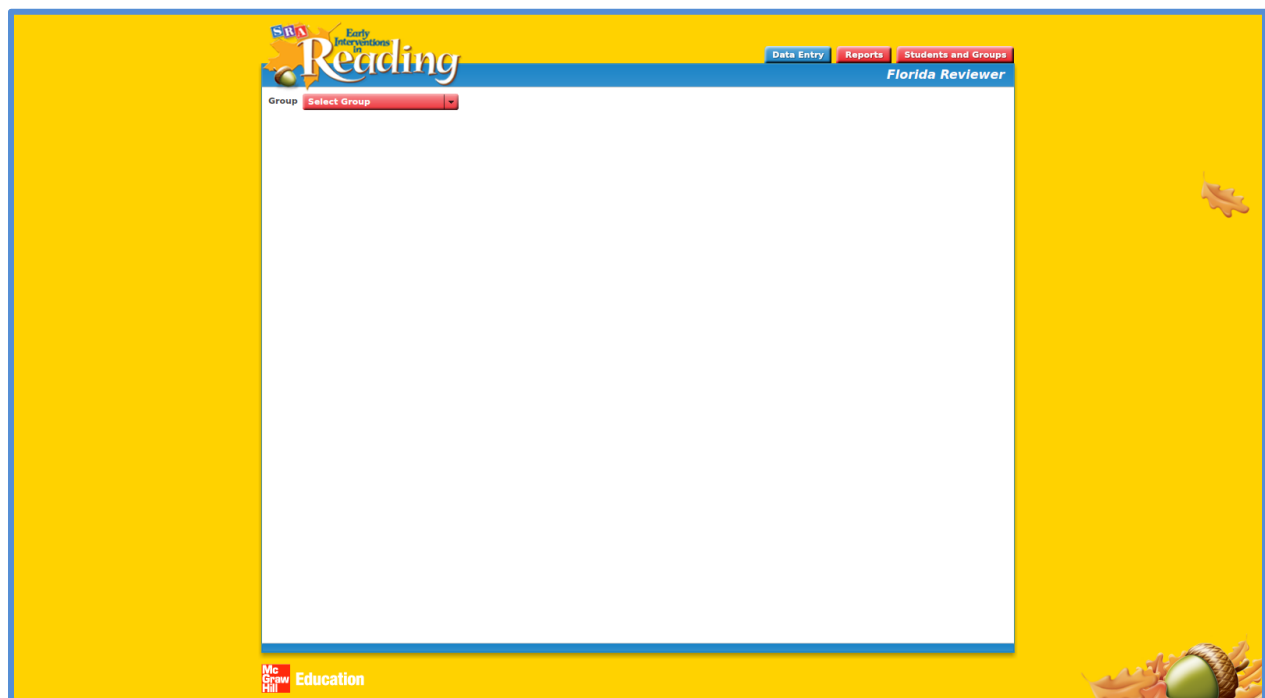 SRA
Early
Interventions
in
Reading
Data Entry
Reports
Students and Groups
Florida Reviewer
Group
Select Group
Mc
Graw
Hill
Education